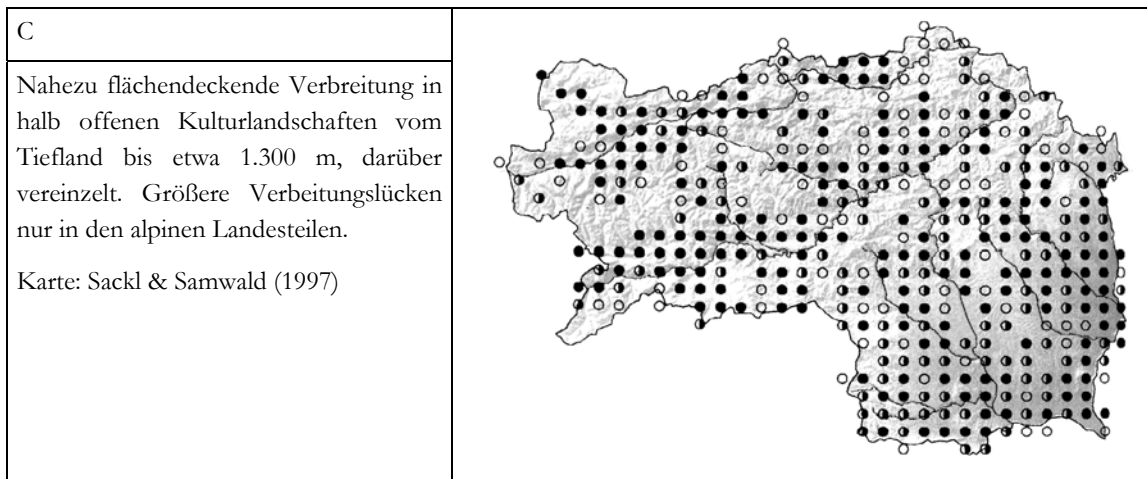 C
Nahezu flächendeckende Verbreitung in
halb offenen Kulturlandschaften vom
Tiefland bis etwa 1.300 m, darüber
vereinzelt. Größere Verbeitungslücken
nur in den alpinen Landesteilen.
Karte: Sackl & Samwald (1997)